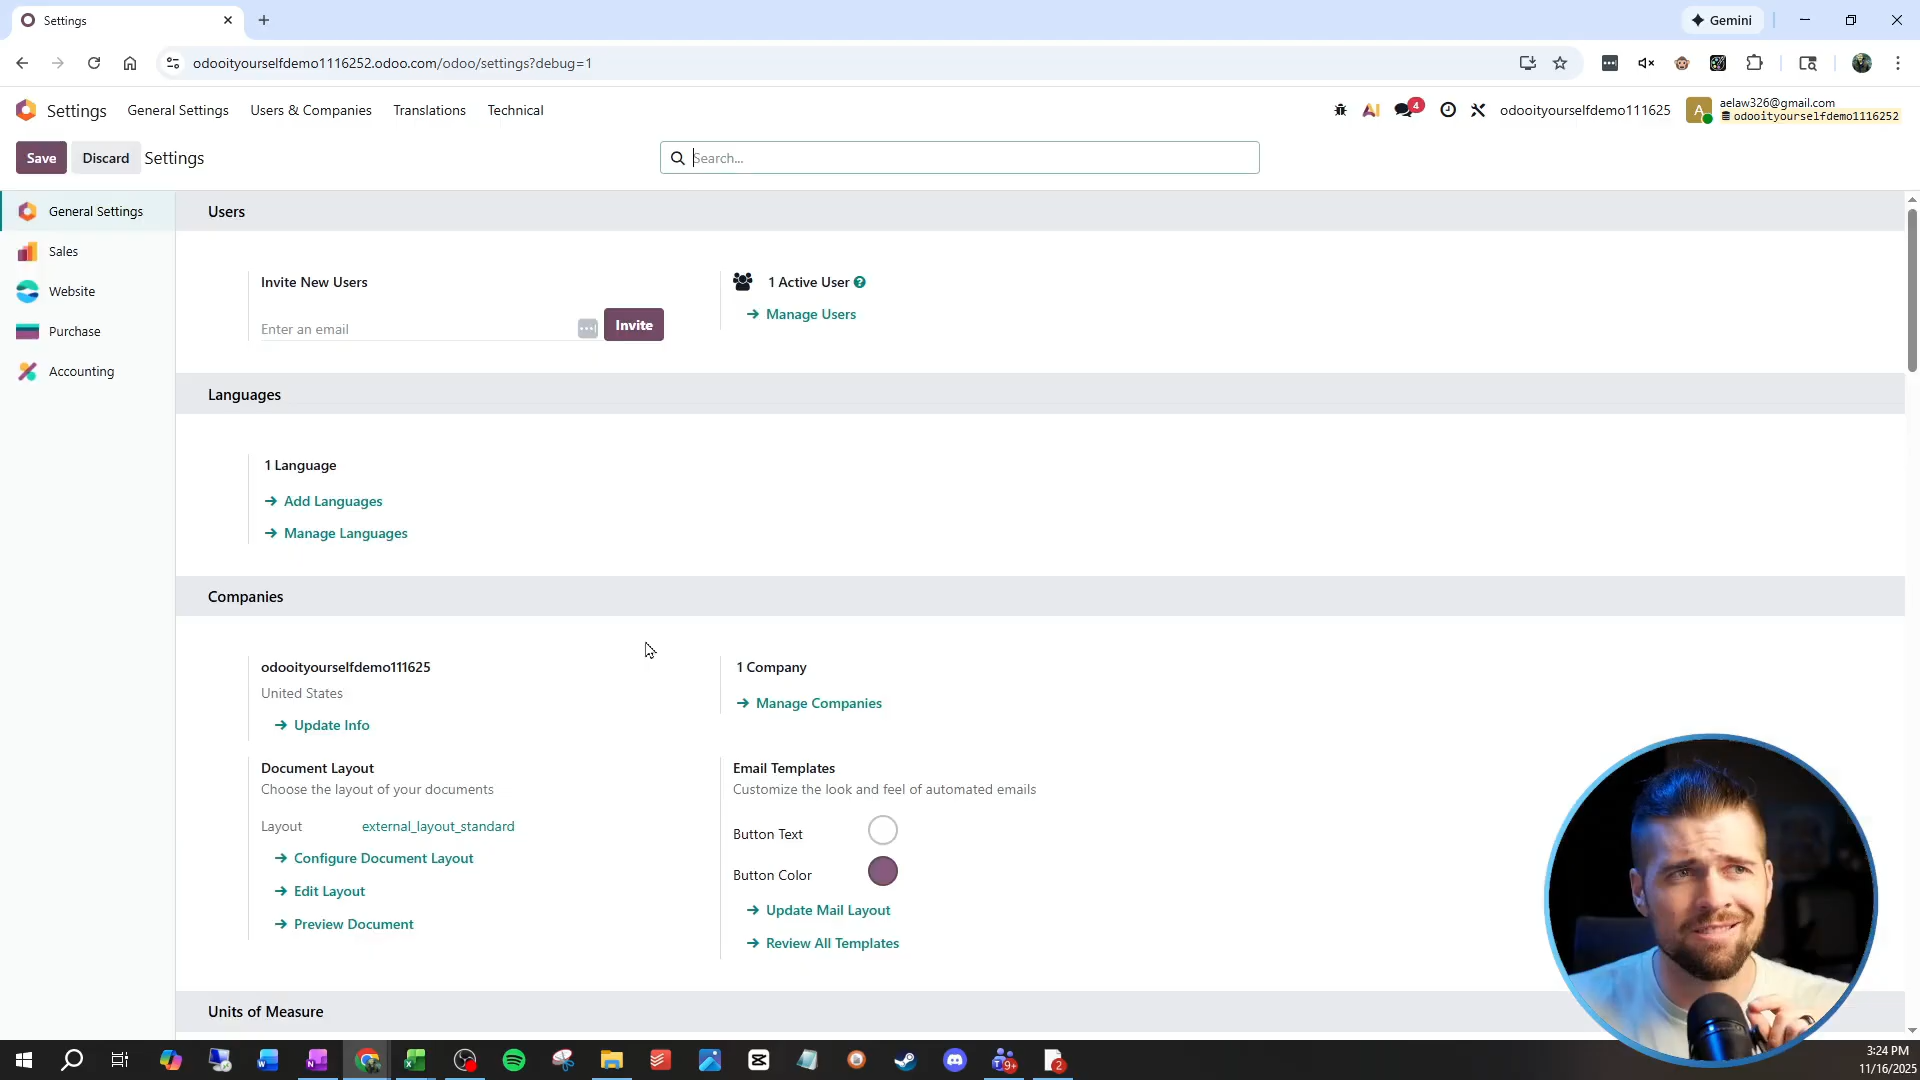 Settings
Gemini
odooityourselfdemo1116252.odoo.com/odoo/settings?debug=1
Settings
General Settings
Users & Companies
Translations
Technical
AI
4
odooityourselfdemo111625
A
aelaw326@gmail.com
odooityourselfdemo1116252
Save
Discard
Settings
Search...
General Settings
Sales
Website
Purchase
Accounting
Users
Invite New Users
Enter an email
Invite
1 Active User
Manage Users
Languages
1 Language
Add Languages
Manage Languages
Companies
odooityourselfdemo111625
United States
Update Info
1 Company
Manage Companies
Document Layout
Choose the layout of your documents
Layout external_layout_standard
Configure Document Layout
Edit Layout
Preview Document
Email Templates
Customize the look and feel of automated emails
Button Text
Button Color
Update Mail Layout
Review All Templates
Units of Measure
9+
2
3:24 PM
11/16/2025